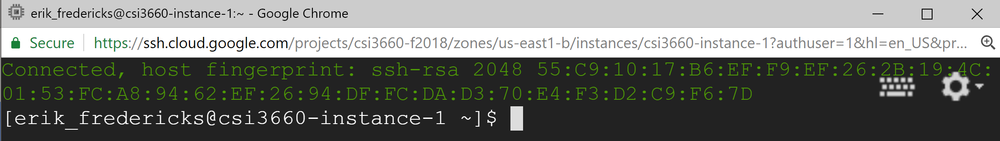 erik_fredericks@csi3660-instance-1:~ - Google Chrome
Secure https://ssh.cloud.google.com/projects/csi3660-f2018/zones/us-east1-b/instances/csi3660-instance-1?authuser=1&hl=en_US&pr...
Connected, host fingerprint: ssh-rsa 2048 55:C9:10:17:B6:EF:F9:EF:26:2B:19:4C:
01:53:FC:A8:94:62:EF:26:94:DF:FC:DA:D3:70:E4:F3:D2:C9:F6:7D
[erik_fredericks@csi3660-instance-1 ~]$